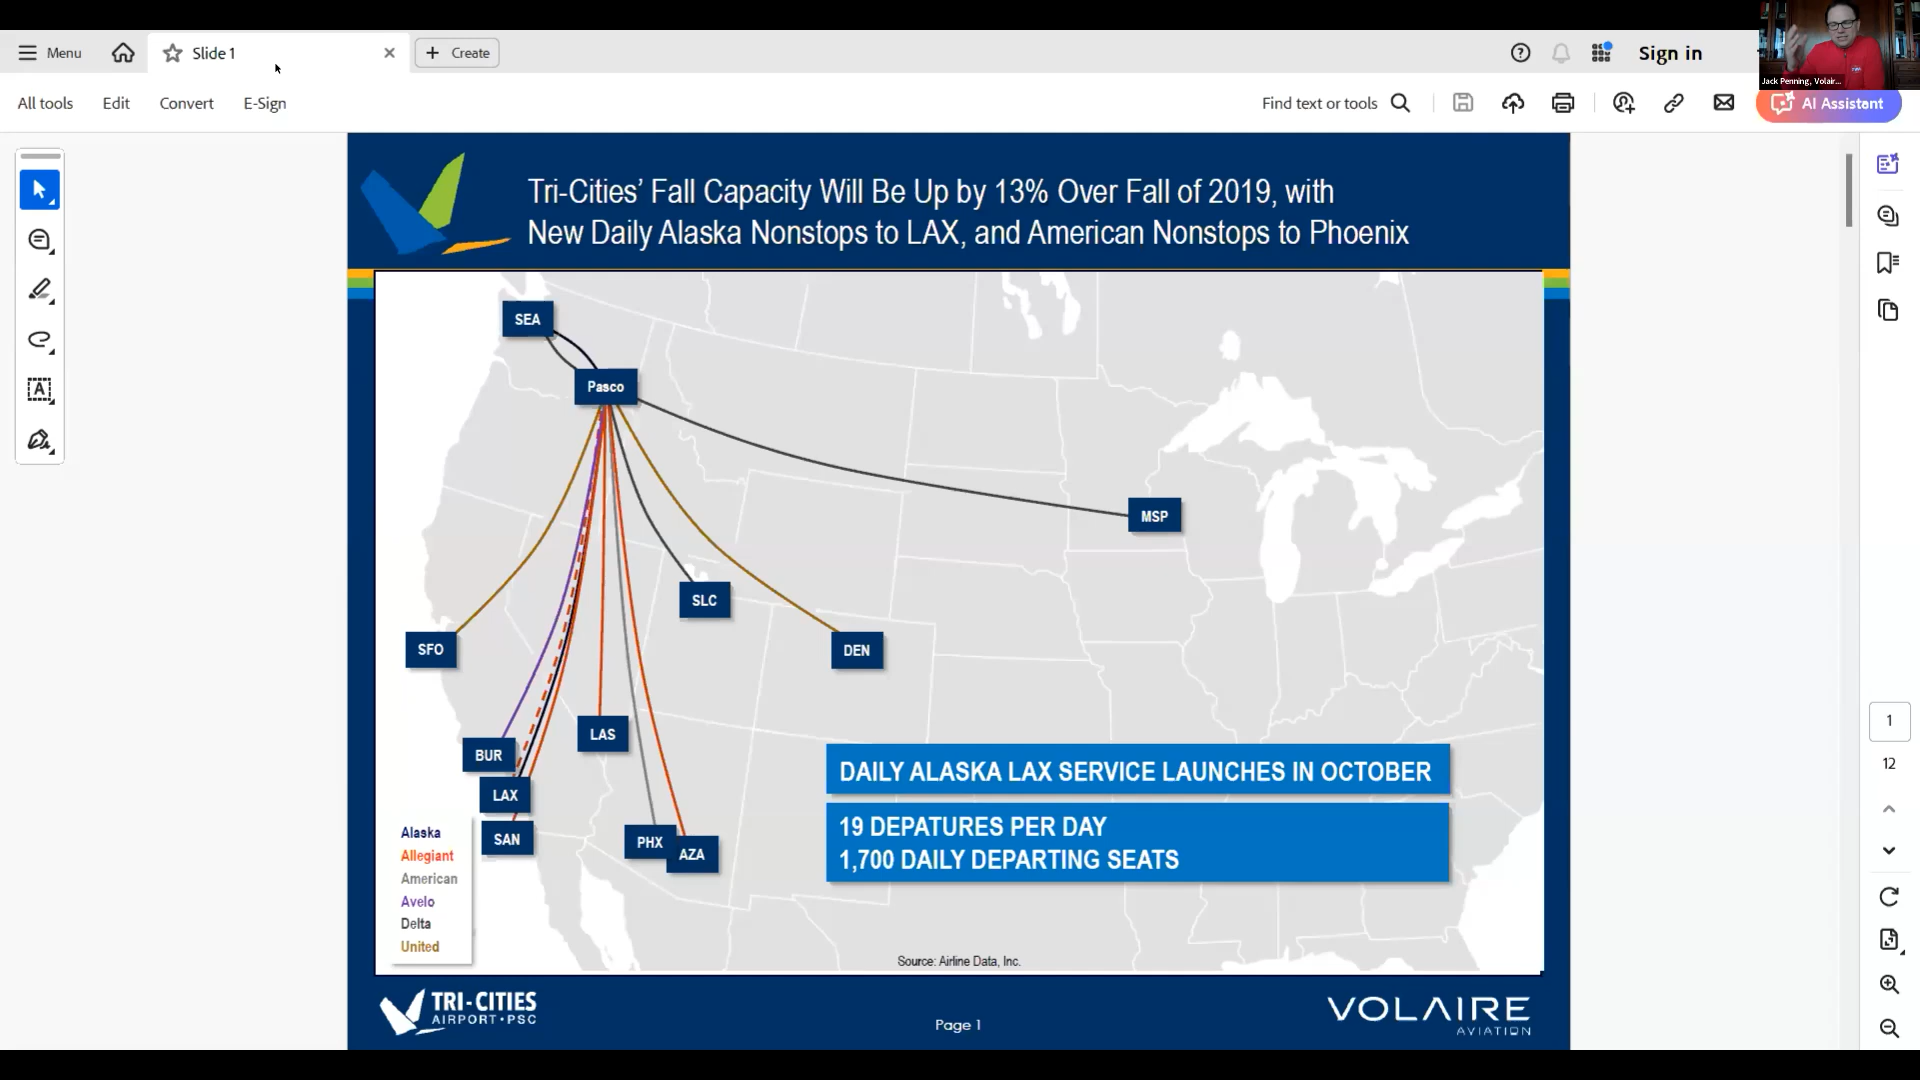 Menu
Slide 1
Create
Sign in
Jack Penning, Volair...
All tools
Edit
Convert
E-Sign
Find text or tools
AI Assistant
Tri-Cities’ Fall Capacity Will Be Up by 13% Over Fall of 2019, with
New Daily Alaska Nonstops to LAX, and American Nonstops to Phoenix
SEA
Pasco
MSP
SLC
SFO
DEN
LAS
BUR
LAX
SAN
PHX
AZA
DAILY ALASKA LAX SERVICE LAUNCHES IN OCTOBER
19 DEPATURES PER DAY
1,700 DAILY DEPARTING SEATS
Alaska
Allegiant
American
Avelo
Delta
United
Source: Airline Data, Inc.
TRI-CITIES
AIRPORT•PSC
Page 1
VOLAIRE
AVIATION
1
12